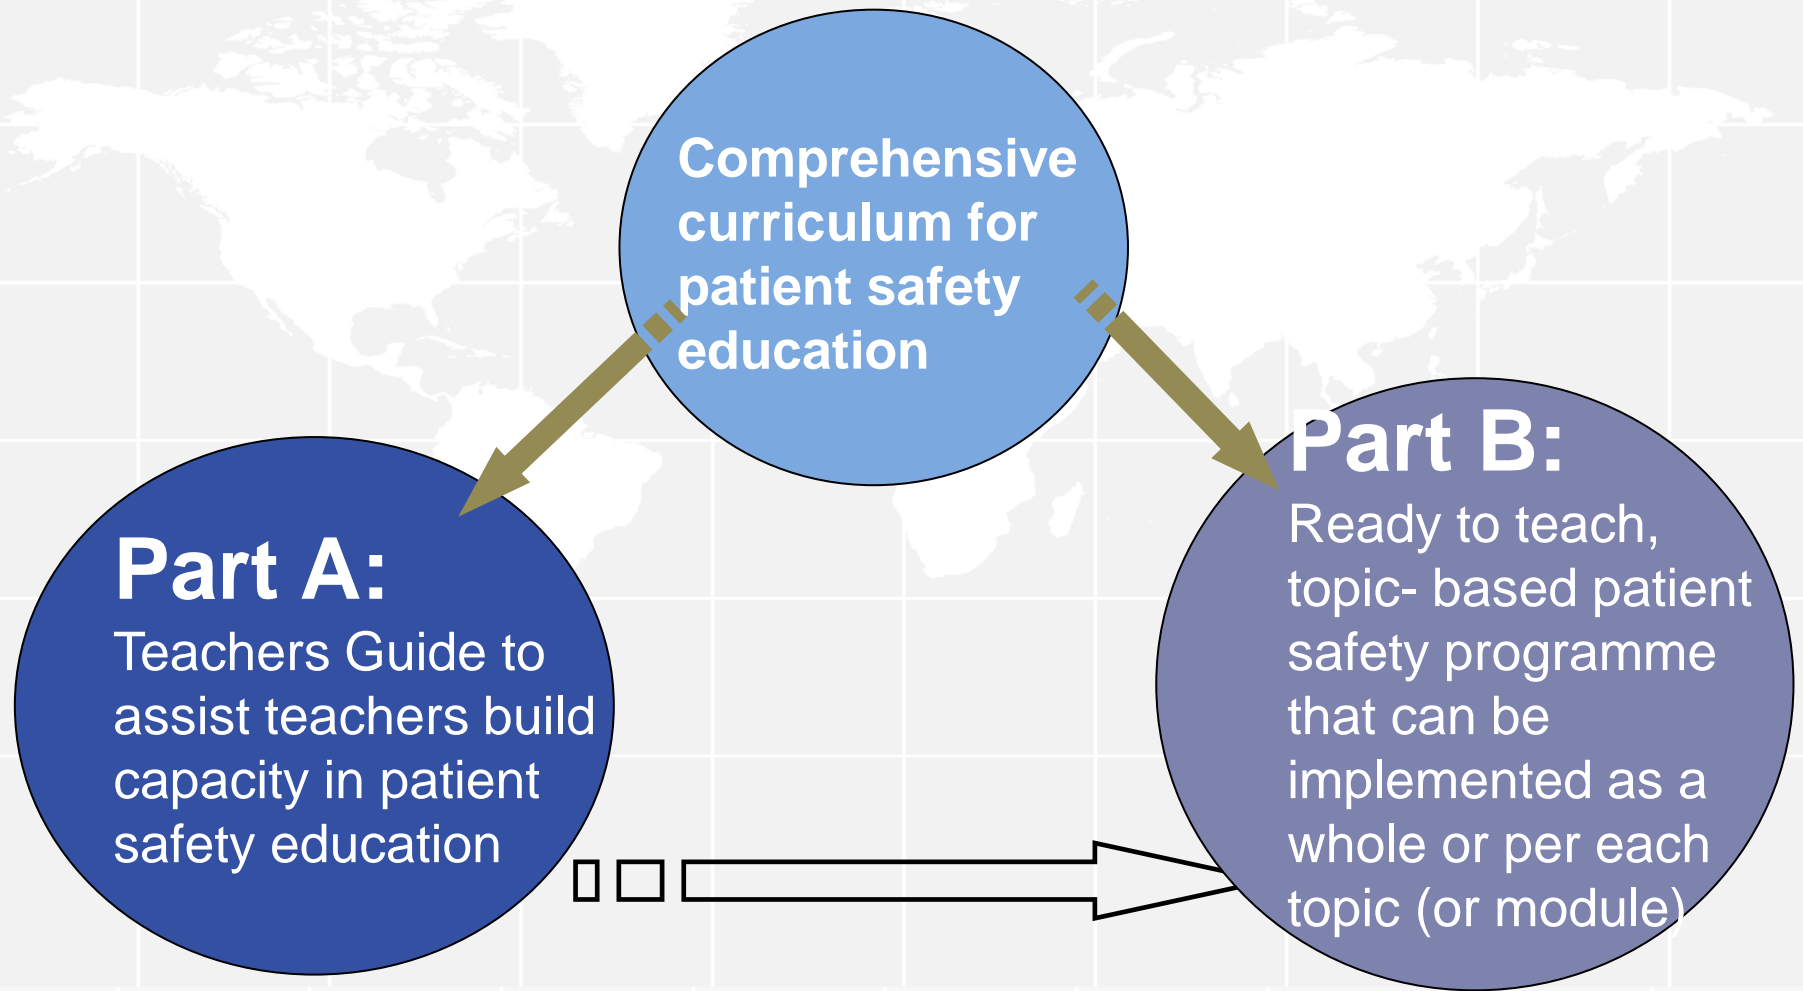 Comprehensive
curriculum for
patient safety
education
Part A:
Teachers Guide to
assist teachers build
capacity in patient
safety education
Part B:
Ready to teach,
topic- based patient
safety programme
that can be
implemented as a
whole or per each
topic (or module)